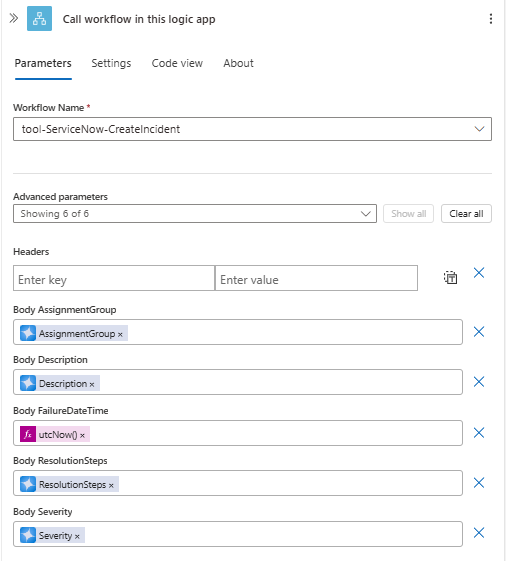 Call workflow in this logic app
Parameters Settings Code view About
Workflow Name *
tool-ServiceNow-CreateIncident
Advanced parameters
Showing 6 of 6 Show all Clear all
Headers
Enter key Enter value
Body AssignmentGroup
AssignmentGroup ×
Body Description
Description ×
Body FailureDateTime
fx utcNow() ×
Body ResolutionSteps
ResolutionSteps ×
Body Severity
Severity ×